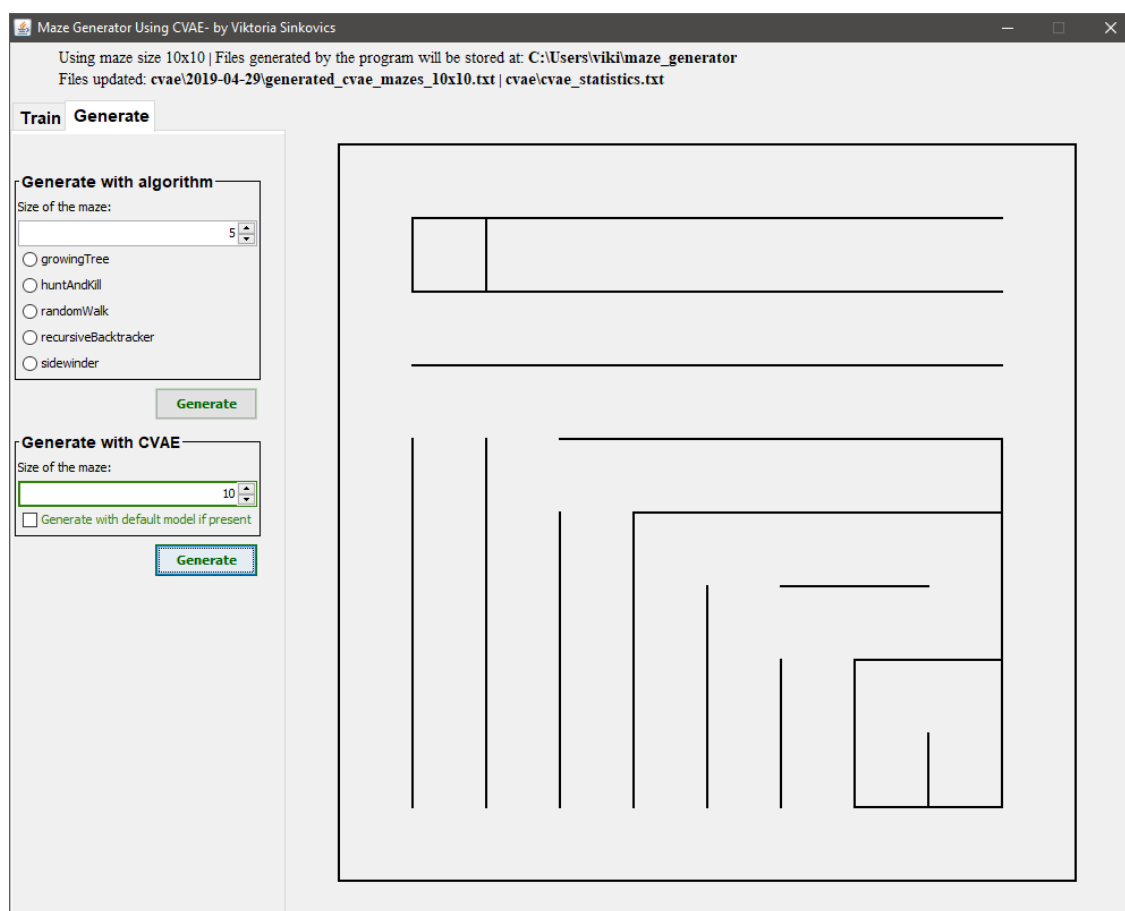 Maze Generator Using CVAE- by Viktoria Sinkovics
Using maze size 10x10 | Files generated by the program will be stored at: C:\Users\viki\maze_generator
Files updated: cvae\2019-04-29\generated_cvae_mazes_10x10.txt | cvae\cvae_statistics.txt
Train Generate
Generate with algorithm
Size of the maze:
5
growingTree
huntAndKill
randomWalk
recursiveBacktracker
sidewinder
Generate
Generate with CVAE
Size of the maze:
10
Generate with default model if present
Generate